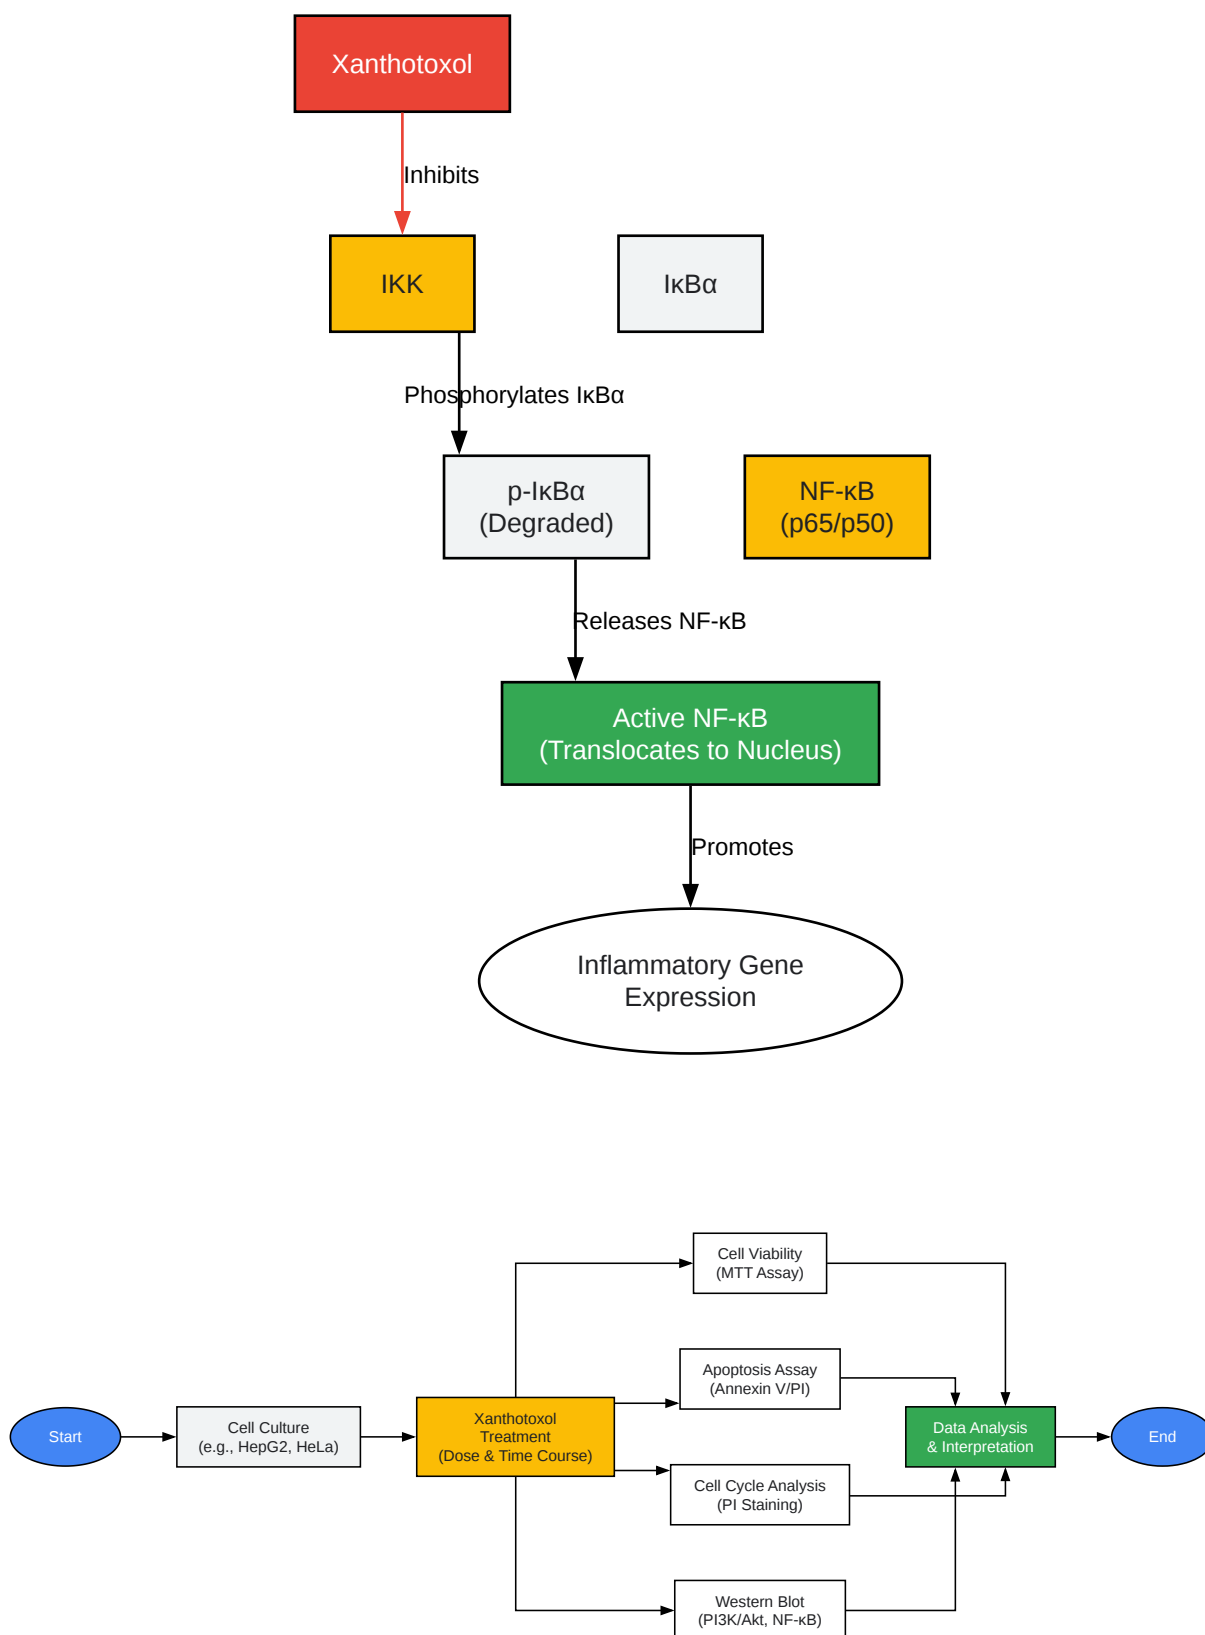 Xanthotoxol
Inhibits
IKK
IκBα
Phosphorylates IκBα
p-IκBα
(Degraded)
NF-κB
(p65/p50)
Releases NF-κB
Active NF-κB
(Translocates to Nucleus)
Promotes
Inflammatory Gene
Expression
Start
Cell Culture
(e.g., HepG2, HeLa)
Xanthotoxol
Treatment
(Dose & Time Course)
Cell Viability
(MTT Assay)
Apoptosis Assay
(Annexin V/PI)
Cell Cycle Analysis
(PI Staining)
Western Blot
(PI3K/Akt, NF-κB)
Data Analysis
& Interpretation
End